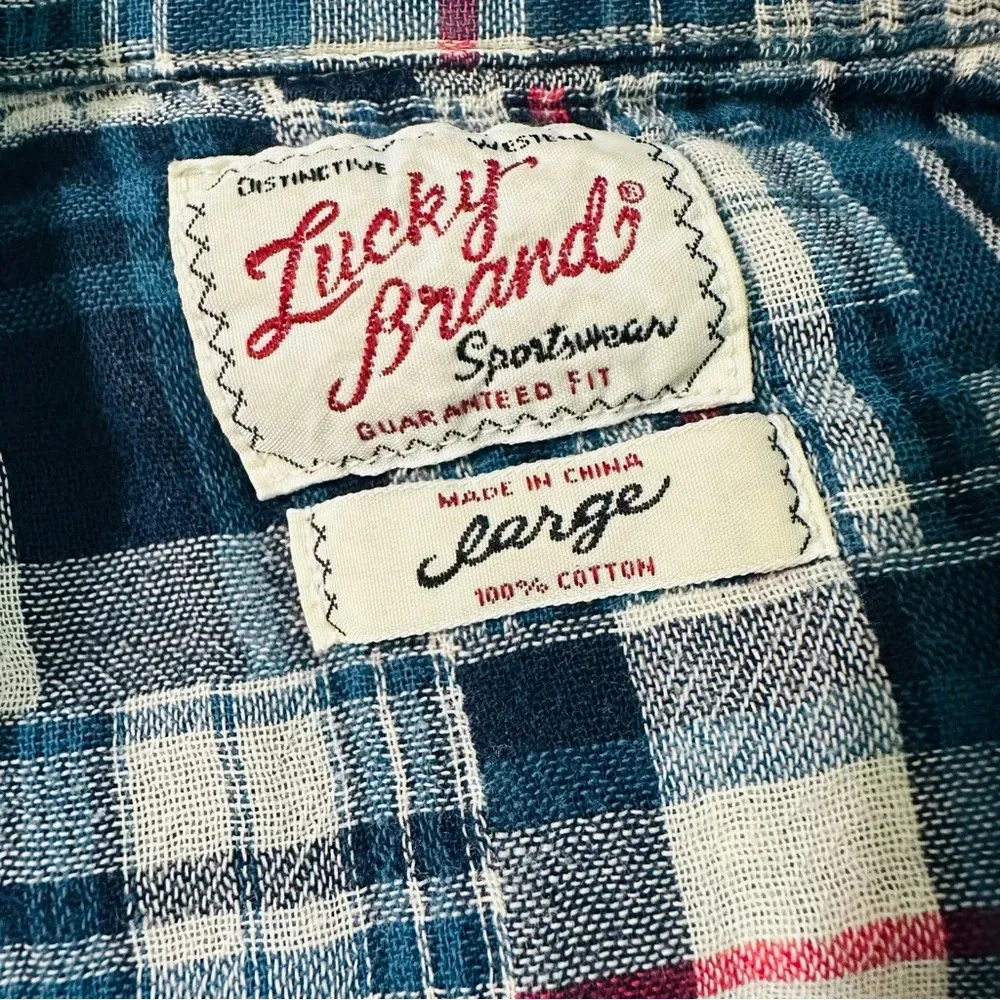 DISTINCTIVE WESTERN
Lucky
Brand®
Sportswear
GUARANTEED FIT
MADE IN CHINA
large
100% COTTON